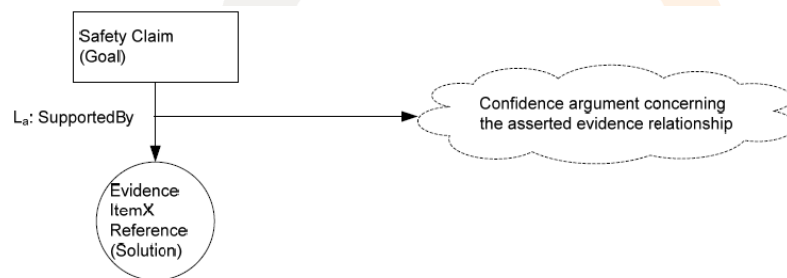 Safety Claim
(Goal)
Lₐ: SupportedBy
Confidence argument concerning
the asserted evidence relationship
Evidence
ItemX
Reference
(Solution)